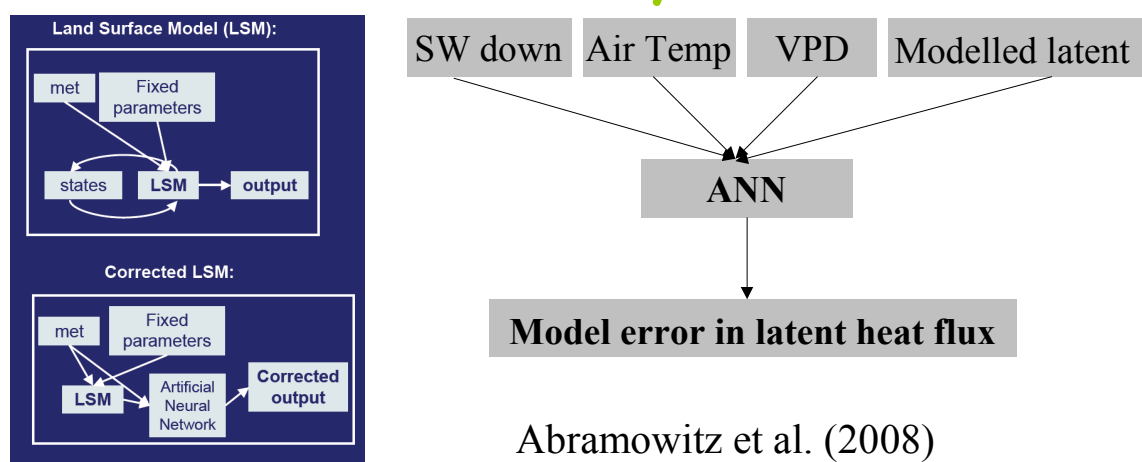 Land Surface Model (LSM):
met
Fixed
parameters
states
LSM
output
Corrected LSM:
met
Fixed
parameters
LSM
Artificial
Neural
Network
Corrected
output
SW down
Air Temp
VPD
Modelled latent
ANN
Model error in latent heat flux
Abramowitz et al. (2008)